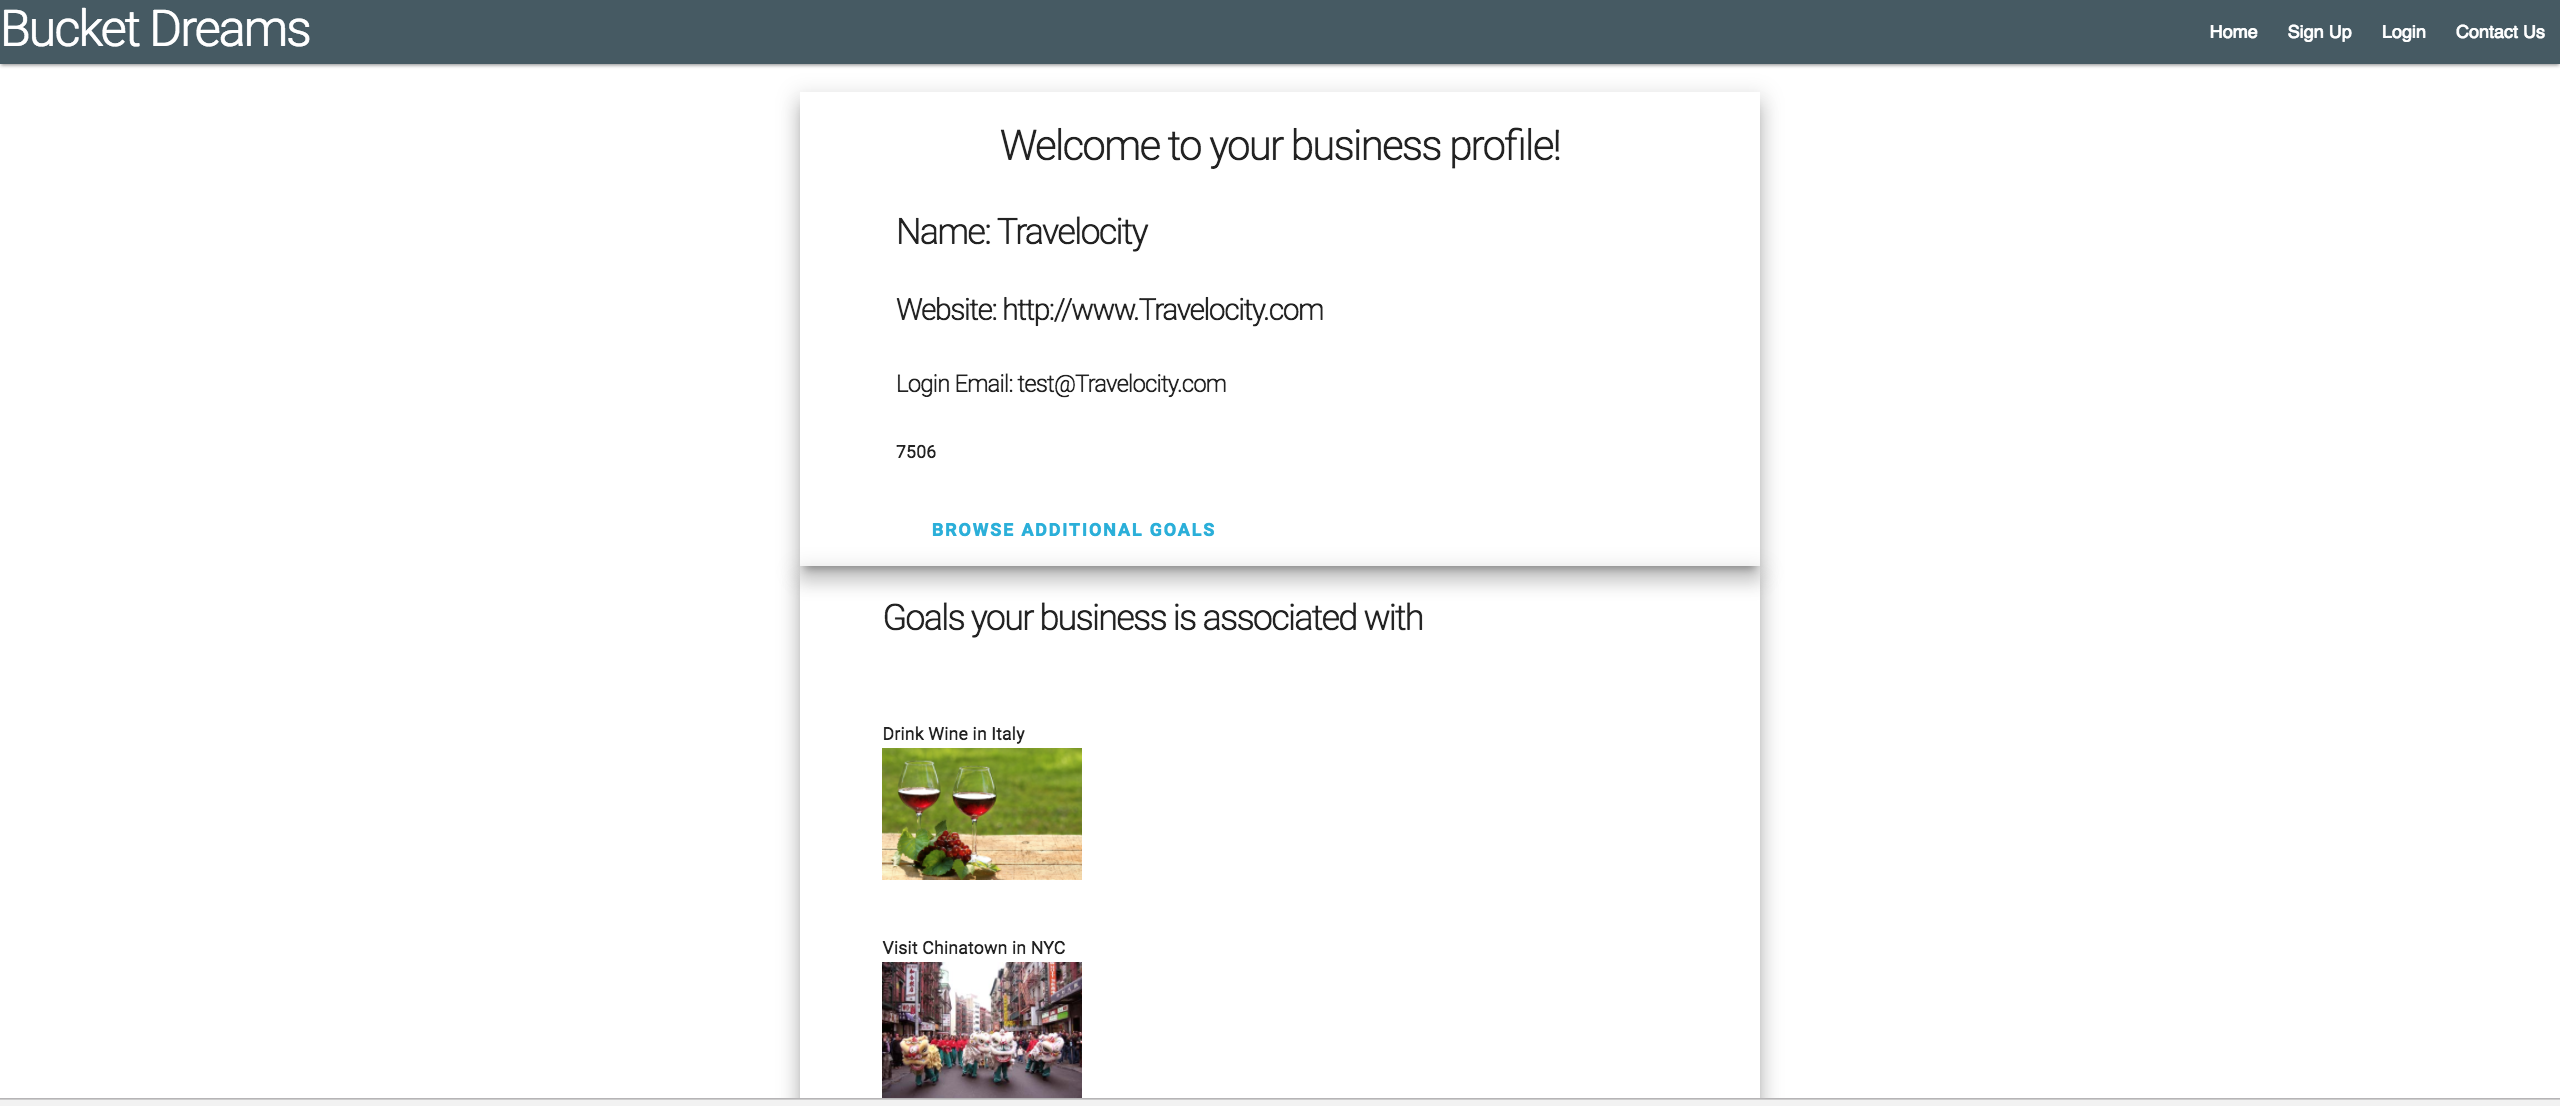 Bucket Dreams
Home Sign Up Login Contact Us
Welcome to your business profile!
Name: Travelocity
Website: http://www.Travelocity.com
Login Email: test@Travelocity.com
7506
BROWSE ADDITIONAL GOALS
Goals your business is associated with
Drink Wine in Italy
Visit Chinatown in NYC